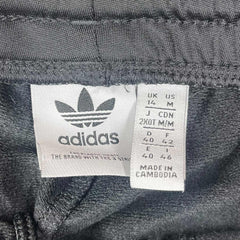 adidas
THE BRAND WITH THE 3 STRIPES
UK US
14 M
J CDN
2XOT M/M
D F
40 42
E I
40 46
MADE IN
CAMBODIA